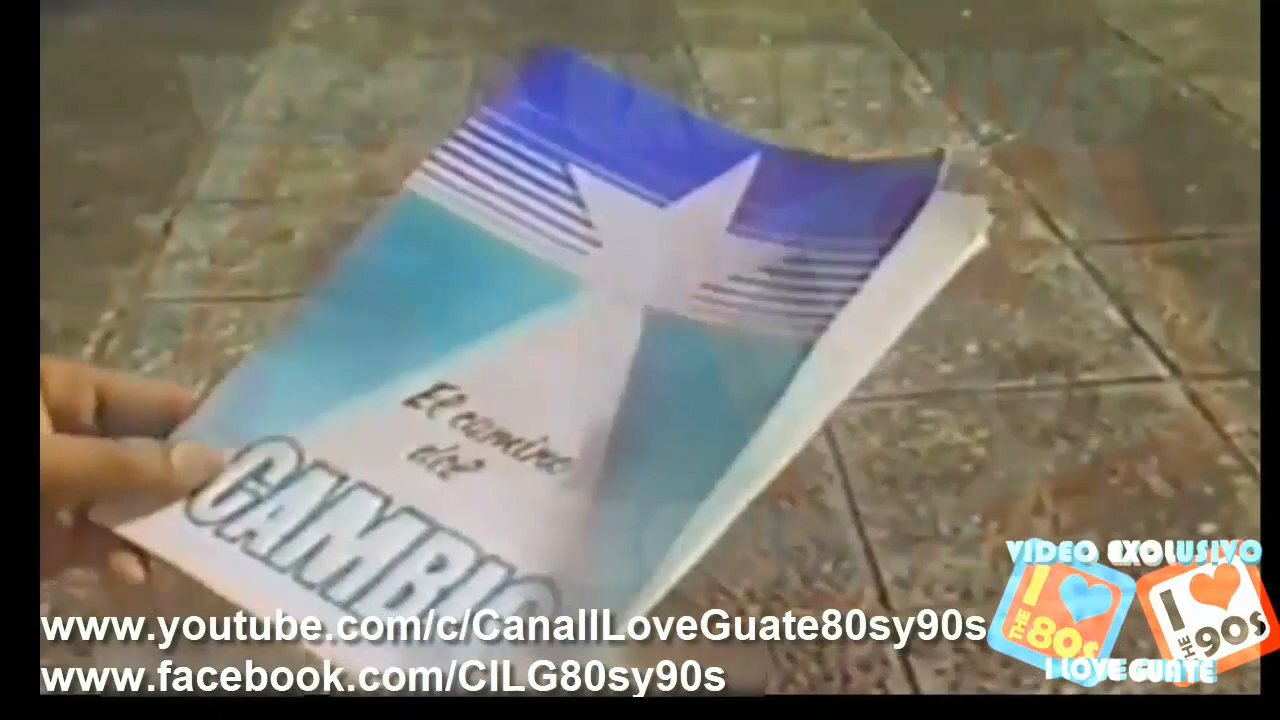 El camino
del
CAMBIO
www.youtube.com/c/CanalILoveGuate80sy90s
www.facebook.com/CILG80sy90s
VIDEO EXCLUSIVO
I
THE 80s
I
THE 90s
I LOVE GUATE